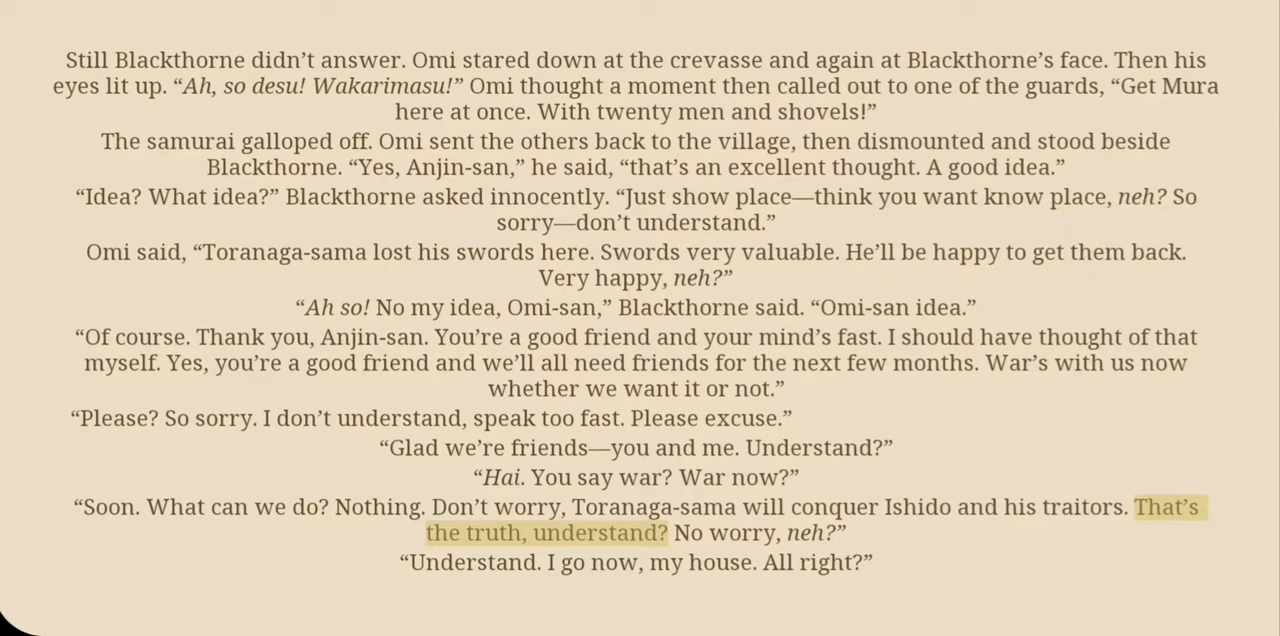 Still Blackthorne didn’t answer. Omi stared down at the crevasse and again at Blackthorne’s face. Then his
eyes lit up. “Ah, so desu! Wakarimasu!” Omi thought a moment then called out to one of the guards, “Get Mura
here at once. With twenty men and shovels!”
The samurai galloped off. Omi sent the others back to the village, then dismounted and stood beside
Blackthorne. “Yes, Anjin-san,” he said, “that’s an excellent thought. A good idea.”
“Idea? What idea?” Blackthorne asked innocently. “Just show place—think you want know place, neh? So
sorry—don’t understand.”
Omi said, “Toranaga-sama lost his swords here. Swords very valuable. He’ll be happy to get them back.
Very happy, neh?”
“Ah so! No my idea, Omi-san,” Blackthorne said. “Omi-san idea.”
“Of course. Thank you, Anjin-san. You’re a good friend and your mind’s fast. I should have thought of that
myself. Yes, you’re a good friend and we’ll all need friends for the next few months. War’s with us now
whether we want it or not.”
“Please? So sorry. I don’t understand, speak too fast. Please excuse.”
“Glad we’re friends—you and me. Understand?”
“Hai. You say war? War now?”
“Soon. What can we do? Nothing. Don’t worry, Toranaga-sama will conquer Ishido and his traitors. That’s
the truth, understand? No worry, neh?”
“Understand. I go now, my house. All right?”